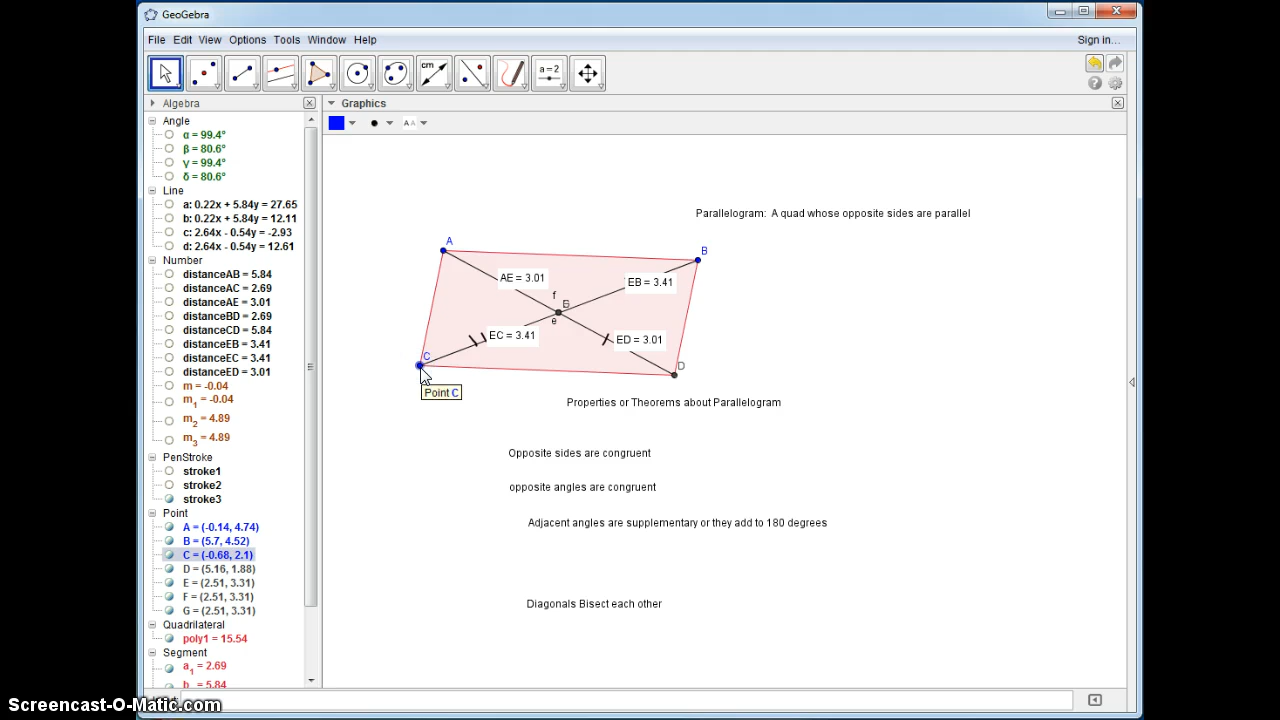 GeoGebra
File Edit View Options Tools Window Help Sign in...
cm
a = 2
Algebra
Graphics
A A
Angle
α = 99.4°
β = 80.6°
γ = 99.4°
δ = 80.6°
Line
a: 0.22x + 5.84y = 27.65
b: 0.22x + 5.84y = 12.11
c: 2.64x - 0.54y = -2.93
d: 2.64x - 0.54y = 12.61
Number
distanceAB = 5.84
distanceAC = 2.69
distanceAE = 3.01
distanceBD = 2.69
distanceCD = 5.84
distanceEB = 3.41
distanceEC = 3.41
distanceED = 3.01
m = -0.04
m1 = -0.04
m2 = 4.89
m3 = 4.89
PenStroke
stroke1
stroke2
stroke3
Point
A = (-0.14, 4.74)
B = (5.7, 4.52)
C = (-0.68, 2.1)
D = (5.16, 1.88)
E = (2.51, 3.31)
F = (2.51, 3.31)
G = (2.51, 3.31)
Quadrilateral
poly1 = 15.54
Segment
a1 = 2.69
b = 5.84
Parallelogram: A quad whose opposite sides are parallel
A
B
AE = 3.01
EB = 3.41
f
e
EC = 3.41
ED = 3.01
C
D
Point C
Properties or Theorems about Parallelogram
Opposite sides are congruent
opposite angles are congruent
Adjacent angles are supplementary or they add to 180 degrees
Diagonals Bisect each other
Screencast-O-Matic.com